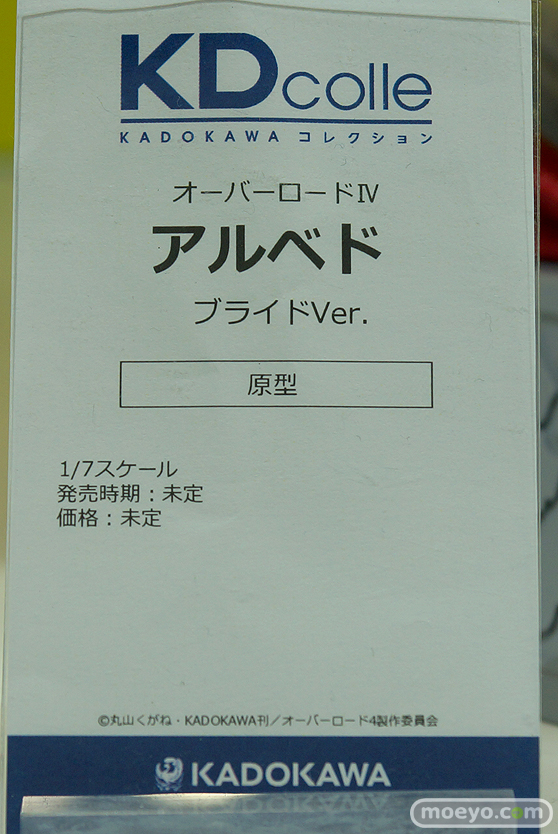 KDcolle
KADOKAWA コレクション
オーバーロードⅣ
アルベド
ブライドVer.
原型
1/7スケール
発売時期：未定
価格：未定
©丸山くがね・KADOKAWA刊／オーバーロード4製作委員会
KADOKAWA
moeyo.com